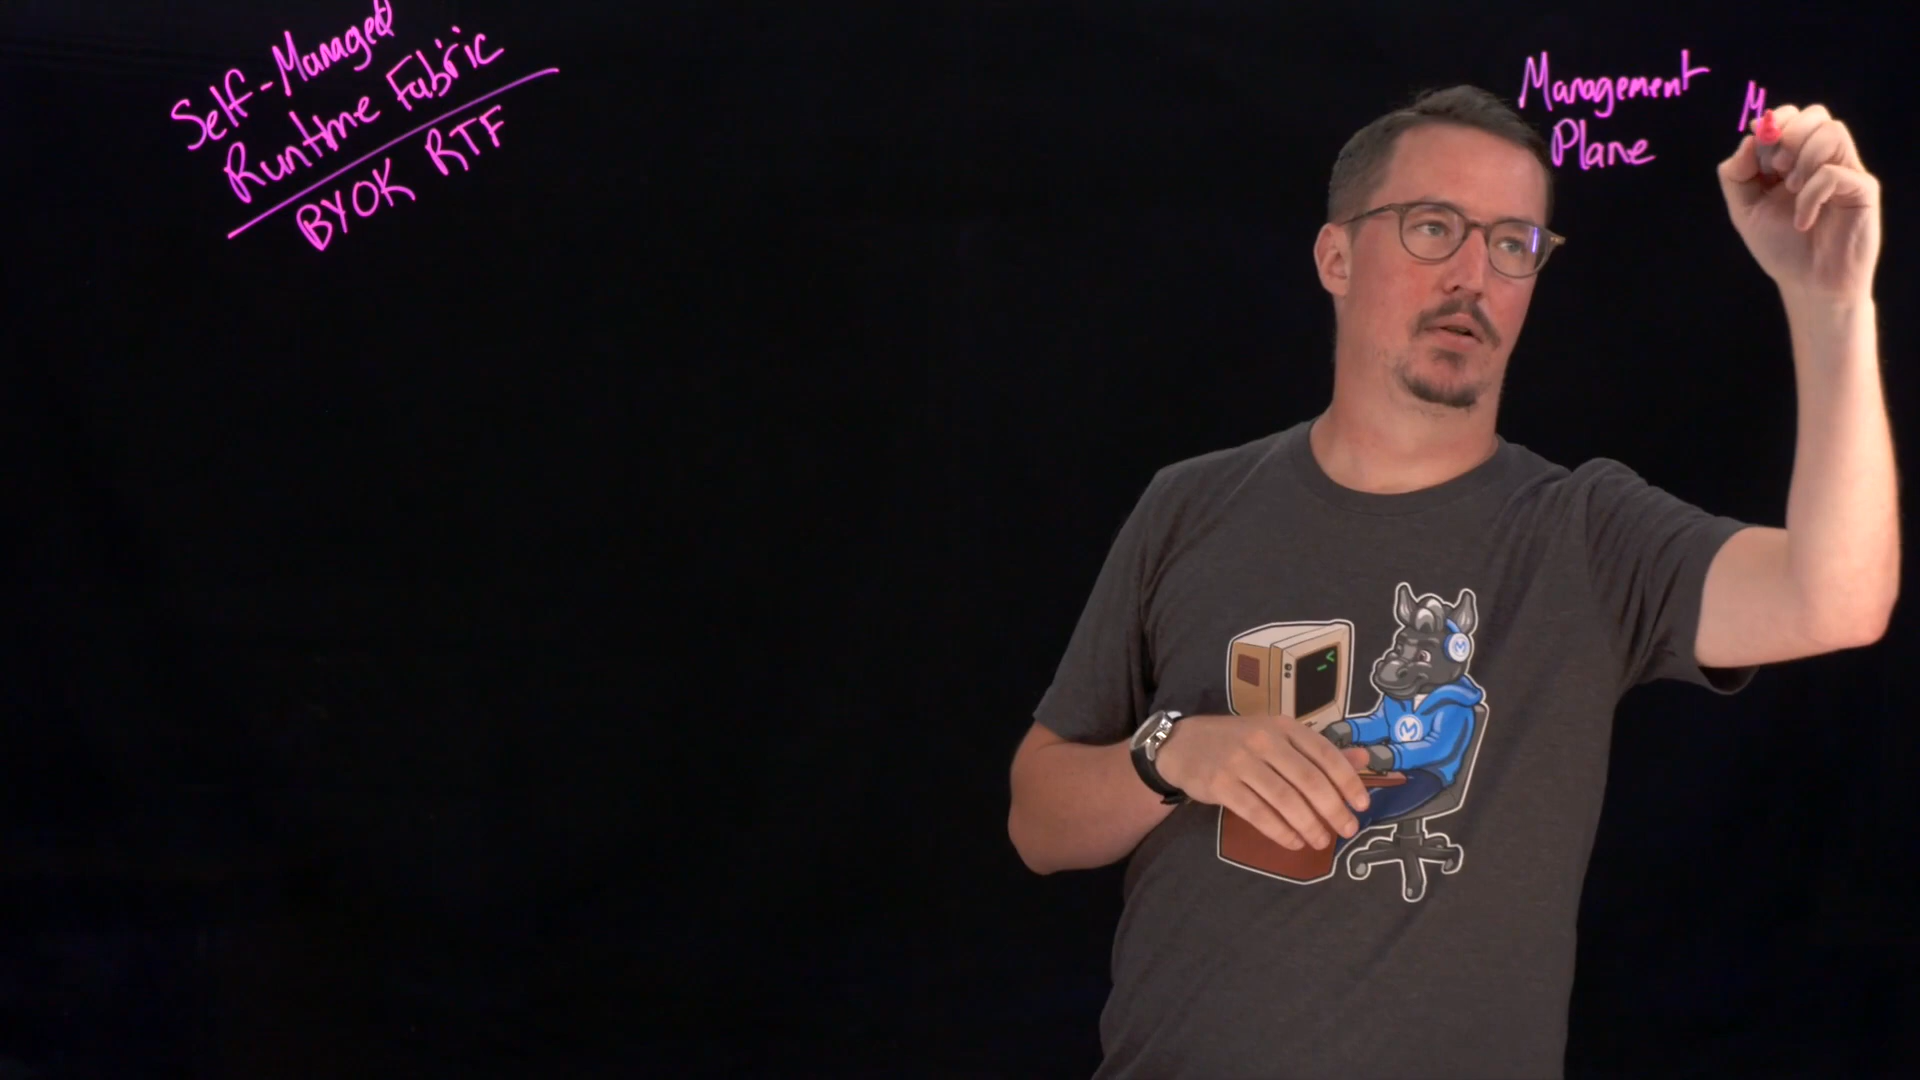 Self-Managed
Runtime Fabric
BYOK RTF
Management
Plane
M